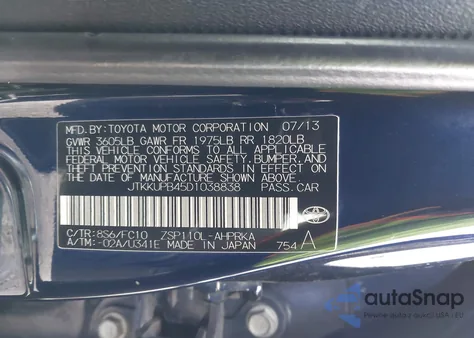 MFD. BY: TOYOTA MOTOR CORPORATION 07/13
GVWR 3605LB GAWR FR 1975LB RR 1820LB
THIS VEHICLE CONFORMS TO ALL APPLICABLE
FEDERAL MOTOR VEHICLE SAFETY, BUMPER, AND
THEFT PREVENTION STANDARDS IN EFFECT ON THE
DATE OF MANUFACTURE SHOWN ABOVE.
JTKKUPB45D1038838 PASS. CAR
C/TR: 8S6/FC10 ZSP110L-AHPRKA
A/TM: -02A/U341E MADE IN JAPAN 754 A
autoSnap